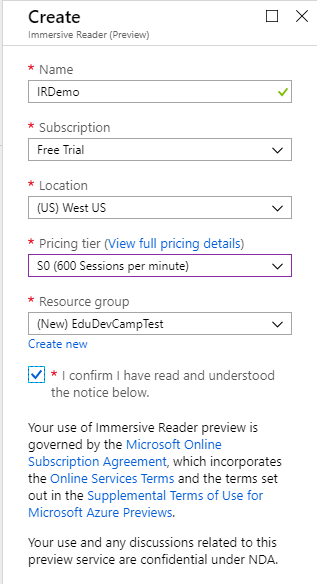 Create
Immersive Reader (Preview)
* Name
IRDemo
* Subscription
Free Trial
* Location
(US) West US
* Pricing tier (View full pricing details)
S0 (600 Sessions per minute)
* Resource group
(New) EduDevCampTest
Create new
* I confirm I have read and understood
the notice below.
Your use of Immersive Reader preview is
governed by the Microsoft Online
Subscription Agreement, which incorporates
the Online Services Terms and the terms set
out in the Supplemental Terms of Use for
Microsoft Azure Previews.
Your use and any discussions related to this
preview service are confidential under NDA.